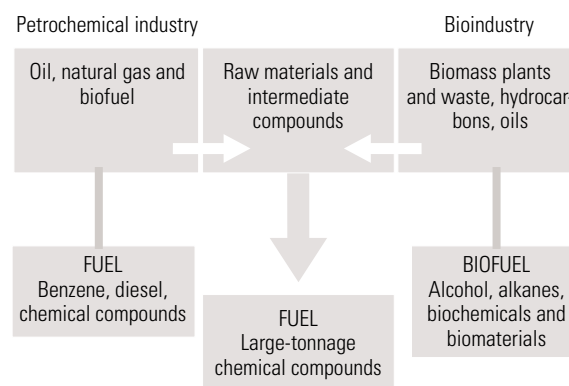 Petrochemical industry
Bioindustry
Oil, natural gas and
biofuel
Raw materials and
intermediate
compounds
Biomass plants
and waste, hydrocar-
bons, oils
FUEL
Benzene, diesel,
chemical compounds
FUEL
Large-tonnage
chemical compounds
BIOFUEL
Alcohol, alkanes,
biochemicals and
biomaterials